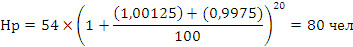 Нр = 54 × (1 + ((1,00125) + (0,9975))/100)^20 = 80 чел